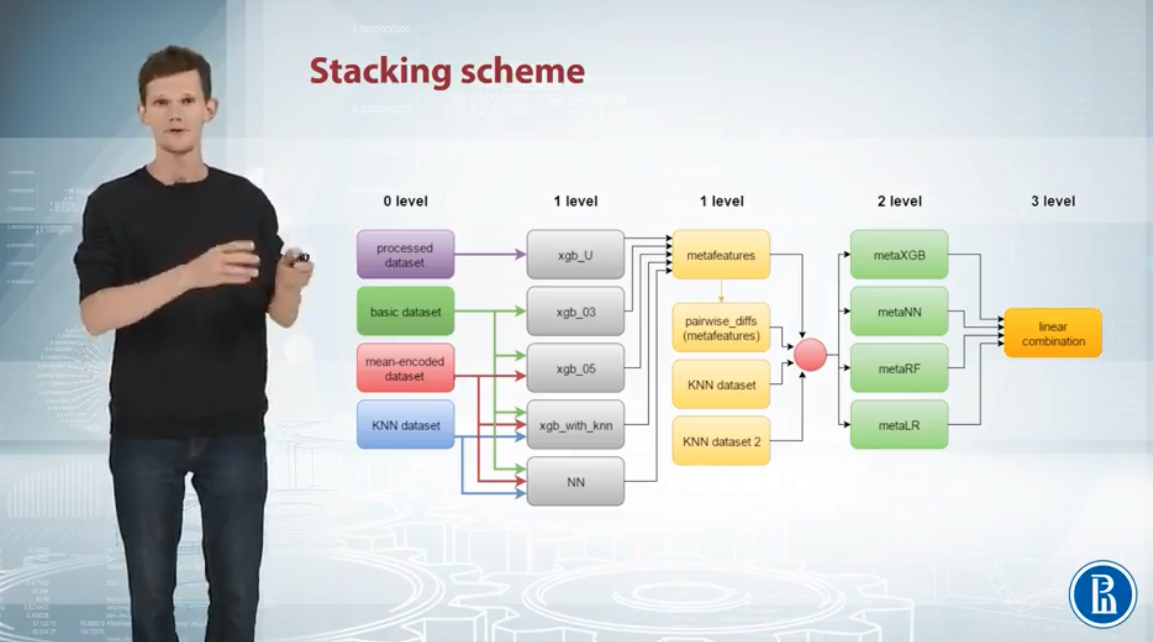 Stacking scheme
0 level
1 level
1 level
2 level
3 level
processed
dataset
basic dataset
mean-encoded
dataset
KNN dataset
xgb_U
xgb_03
xgb_05
xgb_with_knn
NN
metafeatures
pairwise_diffs
(metafeatures)
KNN dataset
KNN dataset 2
metaXGB
metaNN
metaRF
metaLR
linear
combination